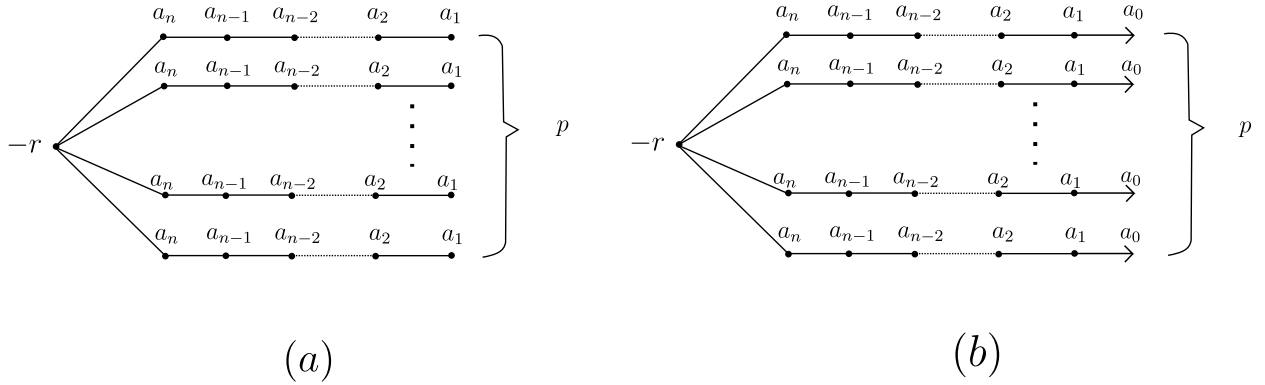 $a_n$ $a_{n-1}$ $a_{n-2}$ $a_2$ $a_1$
$a_n$ $a_{n-1}$ $a_{n-2}$ $a_2$ $a_1$
$-r$ $p$
$a_n$ $a_{n-1}$ $a_{n-2}$ $a_2$ $a_1$
$a_n$ $a_{n-1}$ $a_{n-2}$ $a_2$ $a_1$
$(a)$
$a_n$ $a_{n-1}$ $a_{n-2}$ $a_2$ $a_1$ $a_0$
$a_n$ $a_{n-1}$ $a_{n-2}$ $a_2$ $a_1$ $a_0$
$-r$ $p$
$a_n$ $a_{n-1}$ $a_{n-2}$ $a_2$ $a_1$ $a_0$
$a_n$ $a_{n-1}$ $a_{n-2}$ $a_2$ $a_1$ $a_0$
$(b)$